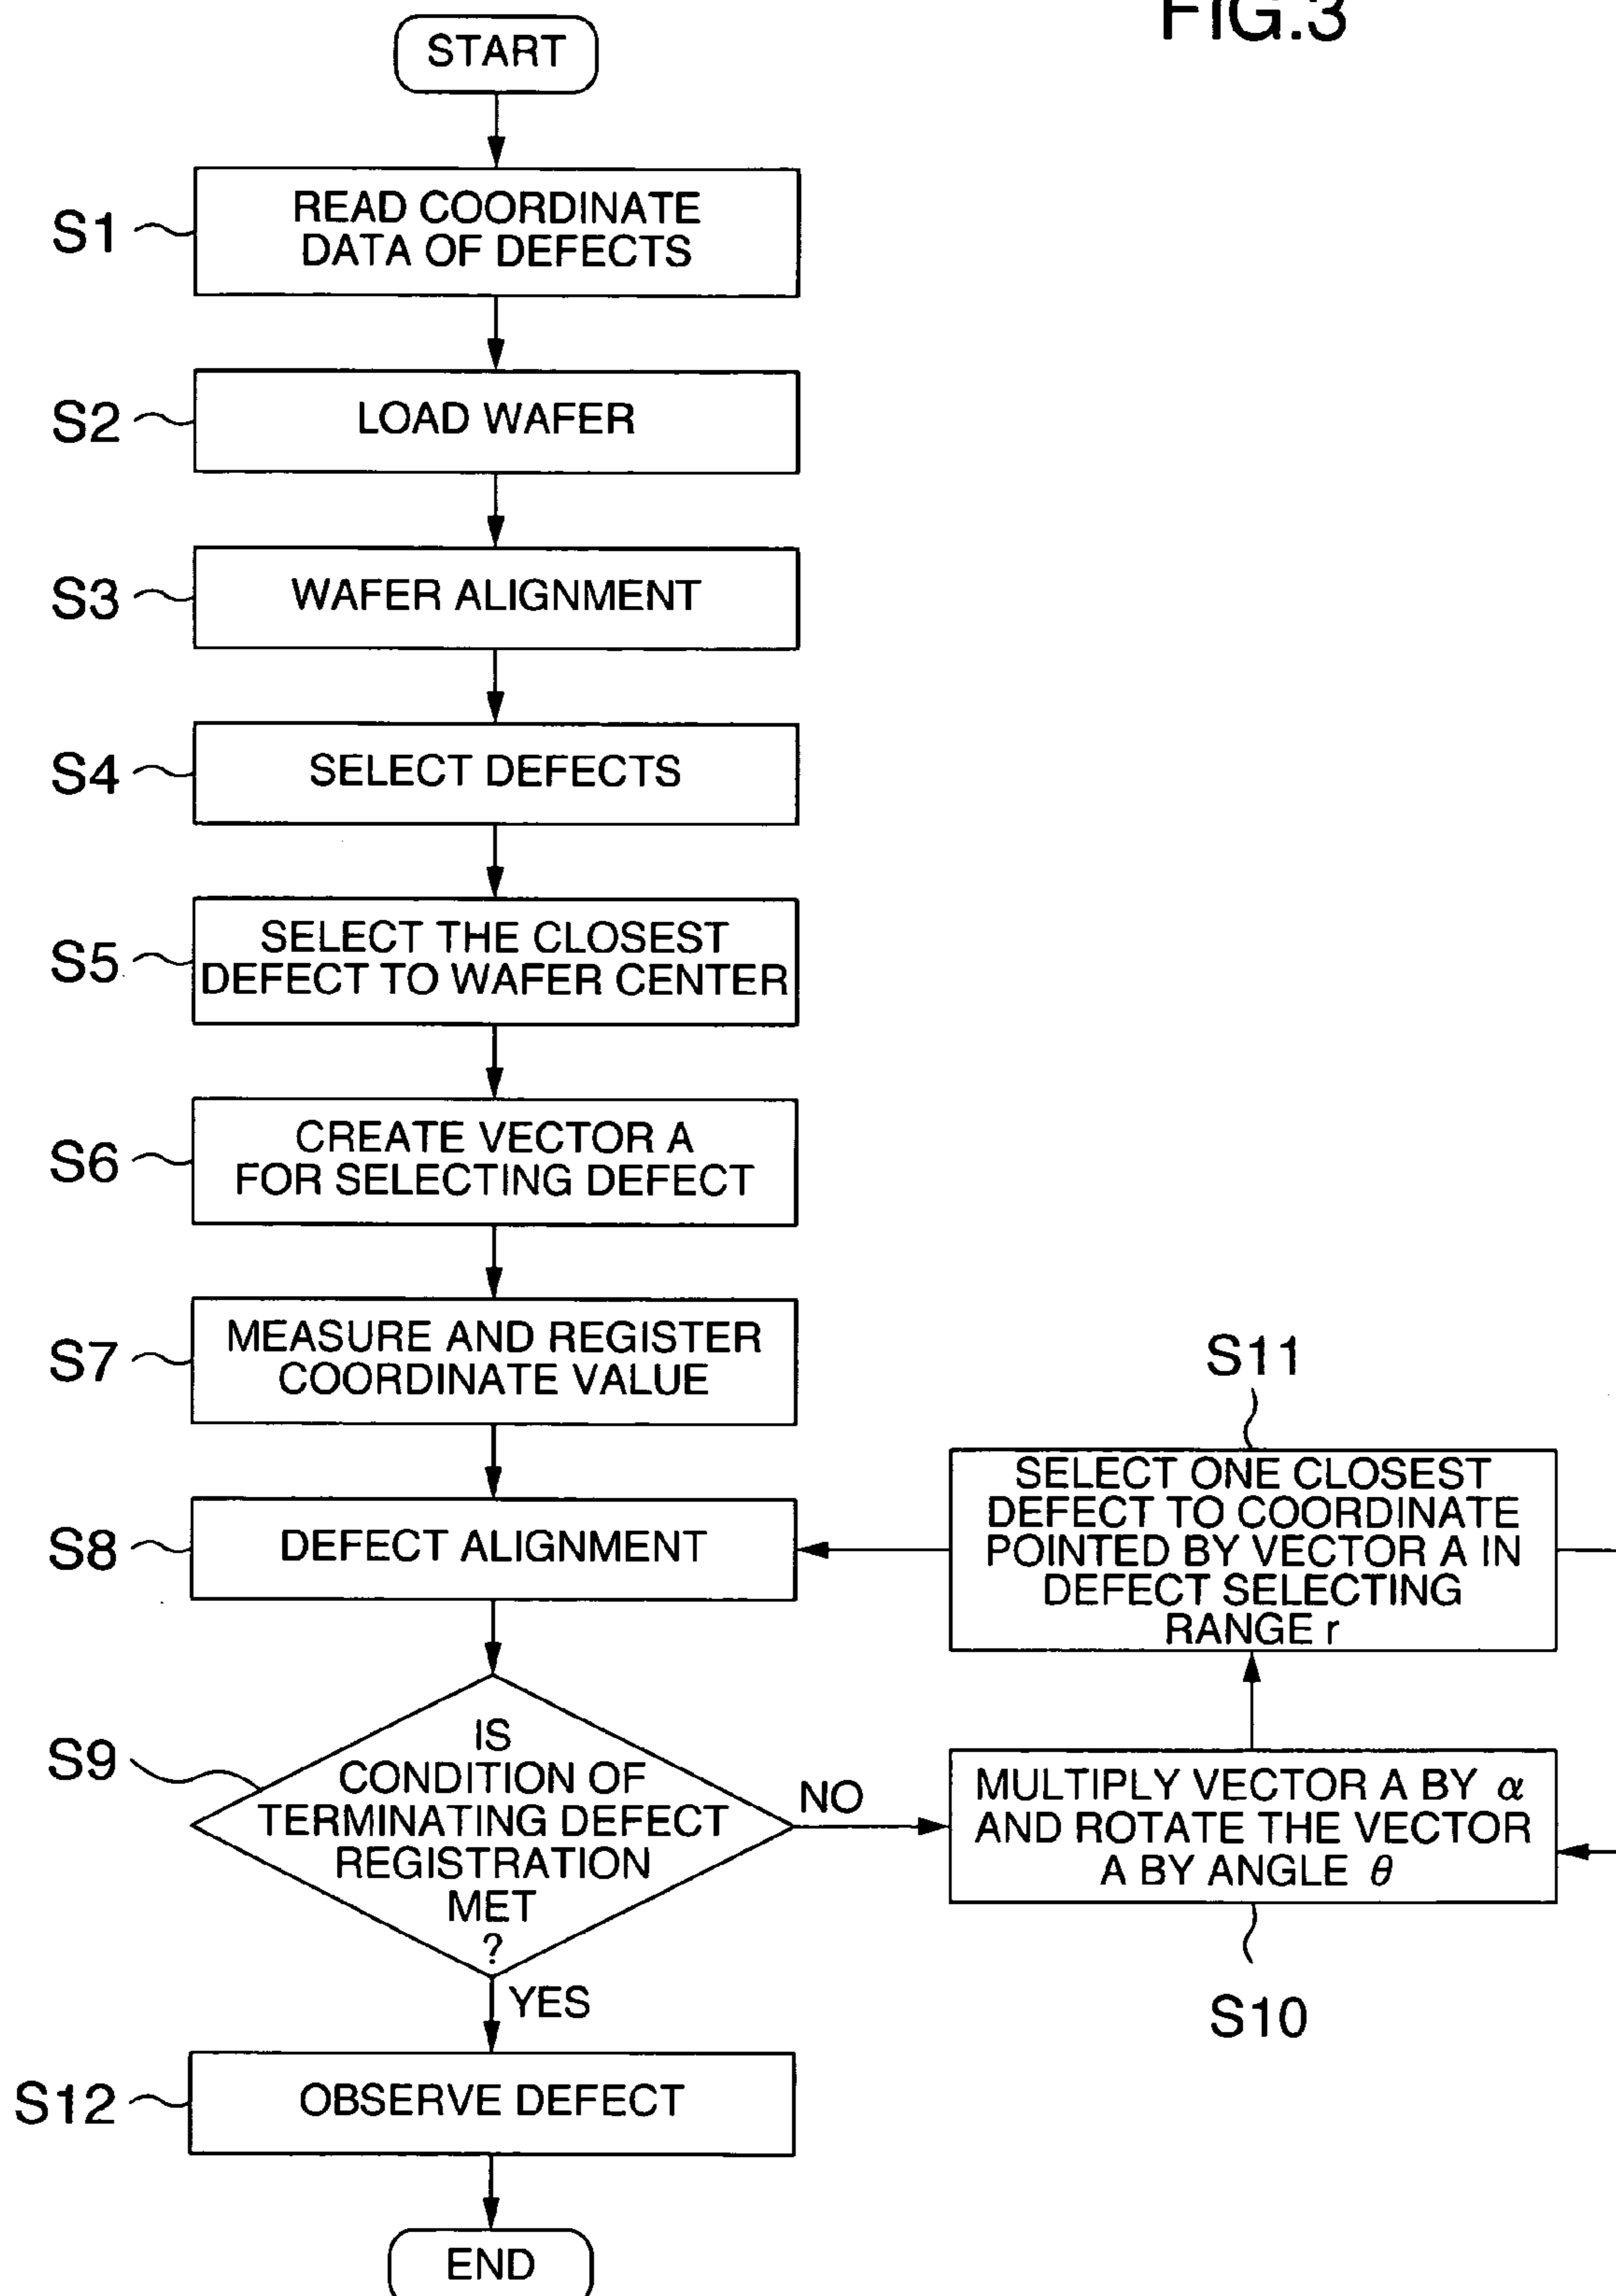 FIG.3
START
S1
READ COORDINATE
DATA OF DEFECTS
S2
LOAD WAFER
S3
WAFER ALIGNMENT
S4
SELECT DEFECTS
S5
SELECT THE CLOSEST
DEFECT TO WAFER CENTER
S6
CREATE VECTOR A
FOR SELECTING DEFECT
S7
MEASURE AND REGISTER
COORDINATE VALUE
S8
DEFECT ALIGNMENT
S11
SELECT ONE CLOSEST
DEFECT TO COORDINATE
POINTED BY VECTOR A IN
DEFECT SELECTING
RANGE r
S9
IS
CONDITION OF
TERMINATING DEFECT
REGISTRATION
MET
?
NO
MULTIPLY VECTOR A BY α
AND ROTATE THE VECTOR
A BY ANGLE θ
S10
YES
S12
OBSERVE DEFECT
END